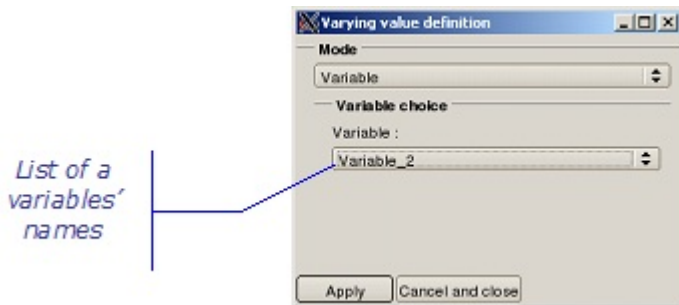 Varying value definition
Mode
Variable
Variable choice
Variable :
Variable_2
List of a
variables’
names
Apply
Cancel and close